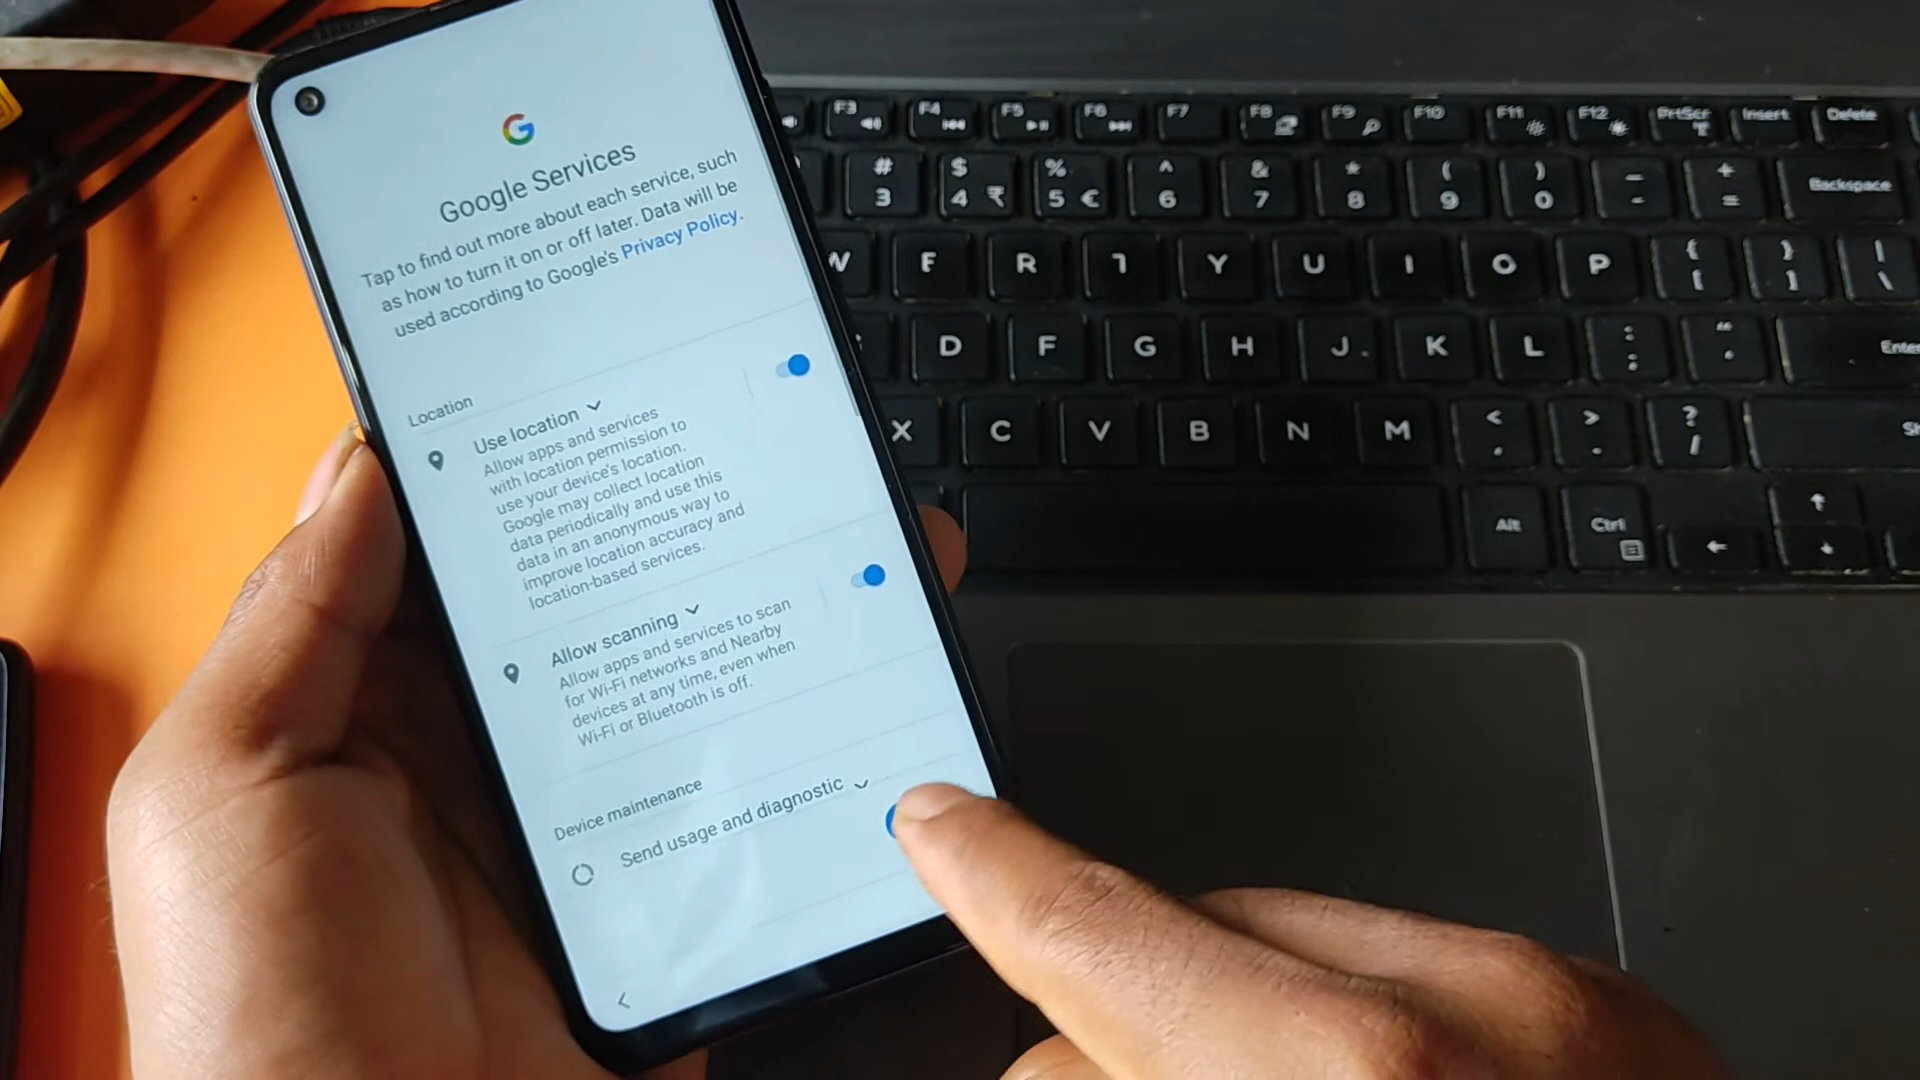 Google Services
Tap to find out more about each service, such
as how to turn it on or off later. Data will be
used according to Google's Privacy Policy.
Location
Use location
Allow apps and services
with location permission to
use your device's location.
Google may collect location
data periodically and use this
data in an anonymous way to
improve location accuracy and
location-based services.
Allow scanning
Allow apps and services to scan
for Wi-Fi networks and Nearby
devices at any time, even when
Wi-Fi or Bluetooth is off.
Device maintenance
Send usage and diagnostic
F3 F4 F5 F6 F7 F8 F9 F10 F11 F12 PrtScr Insert Delete
# $ % ^ & * ( ) _ +
3 4 ₹ 5 € 6 7 8 9 0 - = Backspace
W R Y U I O P { [ } ] | \
D F G H J K L : ; Enter
X C V B N M < , > . ? /
Alt Ctrl